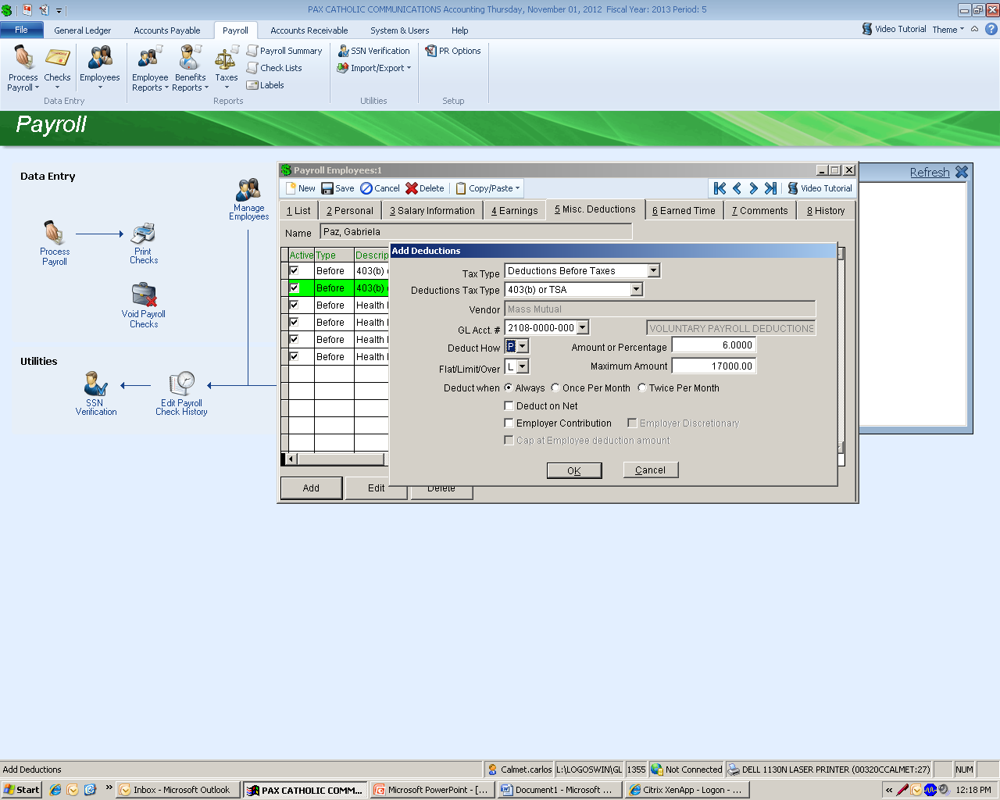 PAX CATHOLIC COMMUNICATIONS Accounting Thursday, November 01, 2012 Fiscal Year: 2013 Period: 5
File General Ledger Accounts Payable Payroll Accounts Receivable System & Users Help Video Tutorial Theme
Process Payroll
Checks
Employees
Data Entry
Employee Reports
Benefits Reports
Taxes
Payroll Summary
Check Lists
Labels
Reports
SSN Verification
Import/Export
Utilities
PR Options
Setup
Payroll
Data Entry
Manage Employees
Process Payroll
Print Checks
Void Payroll Checks
Utilities
SSN Verification
Edit Payroll Check History
Refresh
Payroll Employees:1
New Save Cancel Delete Copy/Paste Video Tutorial
1 List 2 Personal 3 Salary Information 4 Earnings 5 Misc. Deductions 6 Earned Time 7 Comments 8 History
Name Paz, Gabriela
Active Type Descrip
Before 403(b)
Before 403(b)
Before Health
Before Health
Before Health
Before Health
Add Edit Delete
Add Deductions
Tax Type Deductions Before Taxes
Deductions Tax Type 403(b) or TSA
Vendor Mass Mutual
GL Acct. # 2108-0000-000 VOLUNTARY PAYROLL DEDUCTIONS
Deduct How P Amount or Percentage 6.0000
Flat/Limit/Over L Maximum Amount 17000.00
Deduct when Always Once Per Month Twice Per Month
Deduct on Net
Employer Contribution Employer Discretionary
Cap at Employee deduction amount
OK Cancel
Add Deductions Calmet.carlos L:\LOGOSWIN\GL 1355 Not Connected DELL 1130N LASER PRINTER (00320CCALMET:27) NUM
Start Inbox - Microsoft Outlook PAX CATHOLIC COMM... Microsoft PowerPoint - [... Document1 - Microsoft ... Citrix XenApp - Logon - ... 12:18 PM